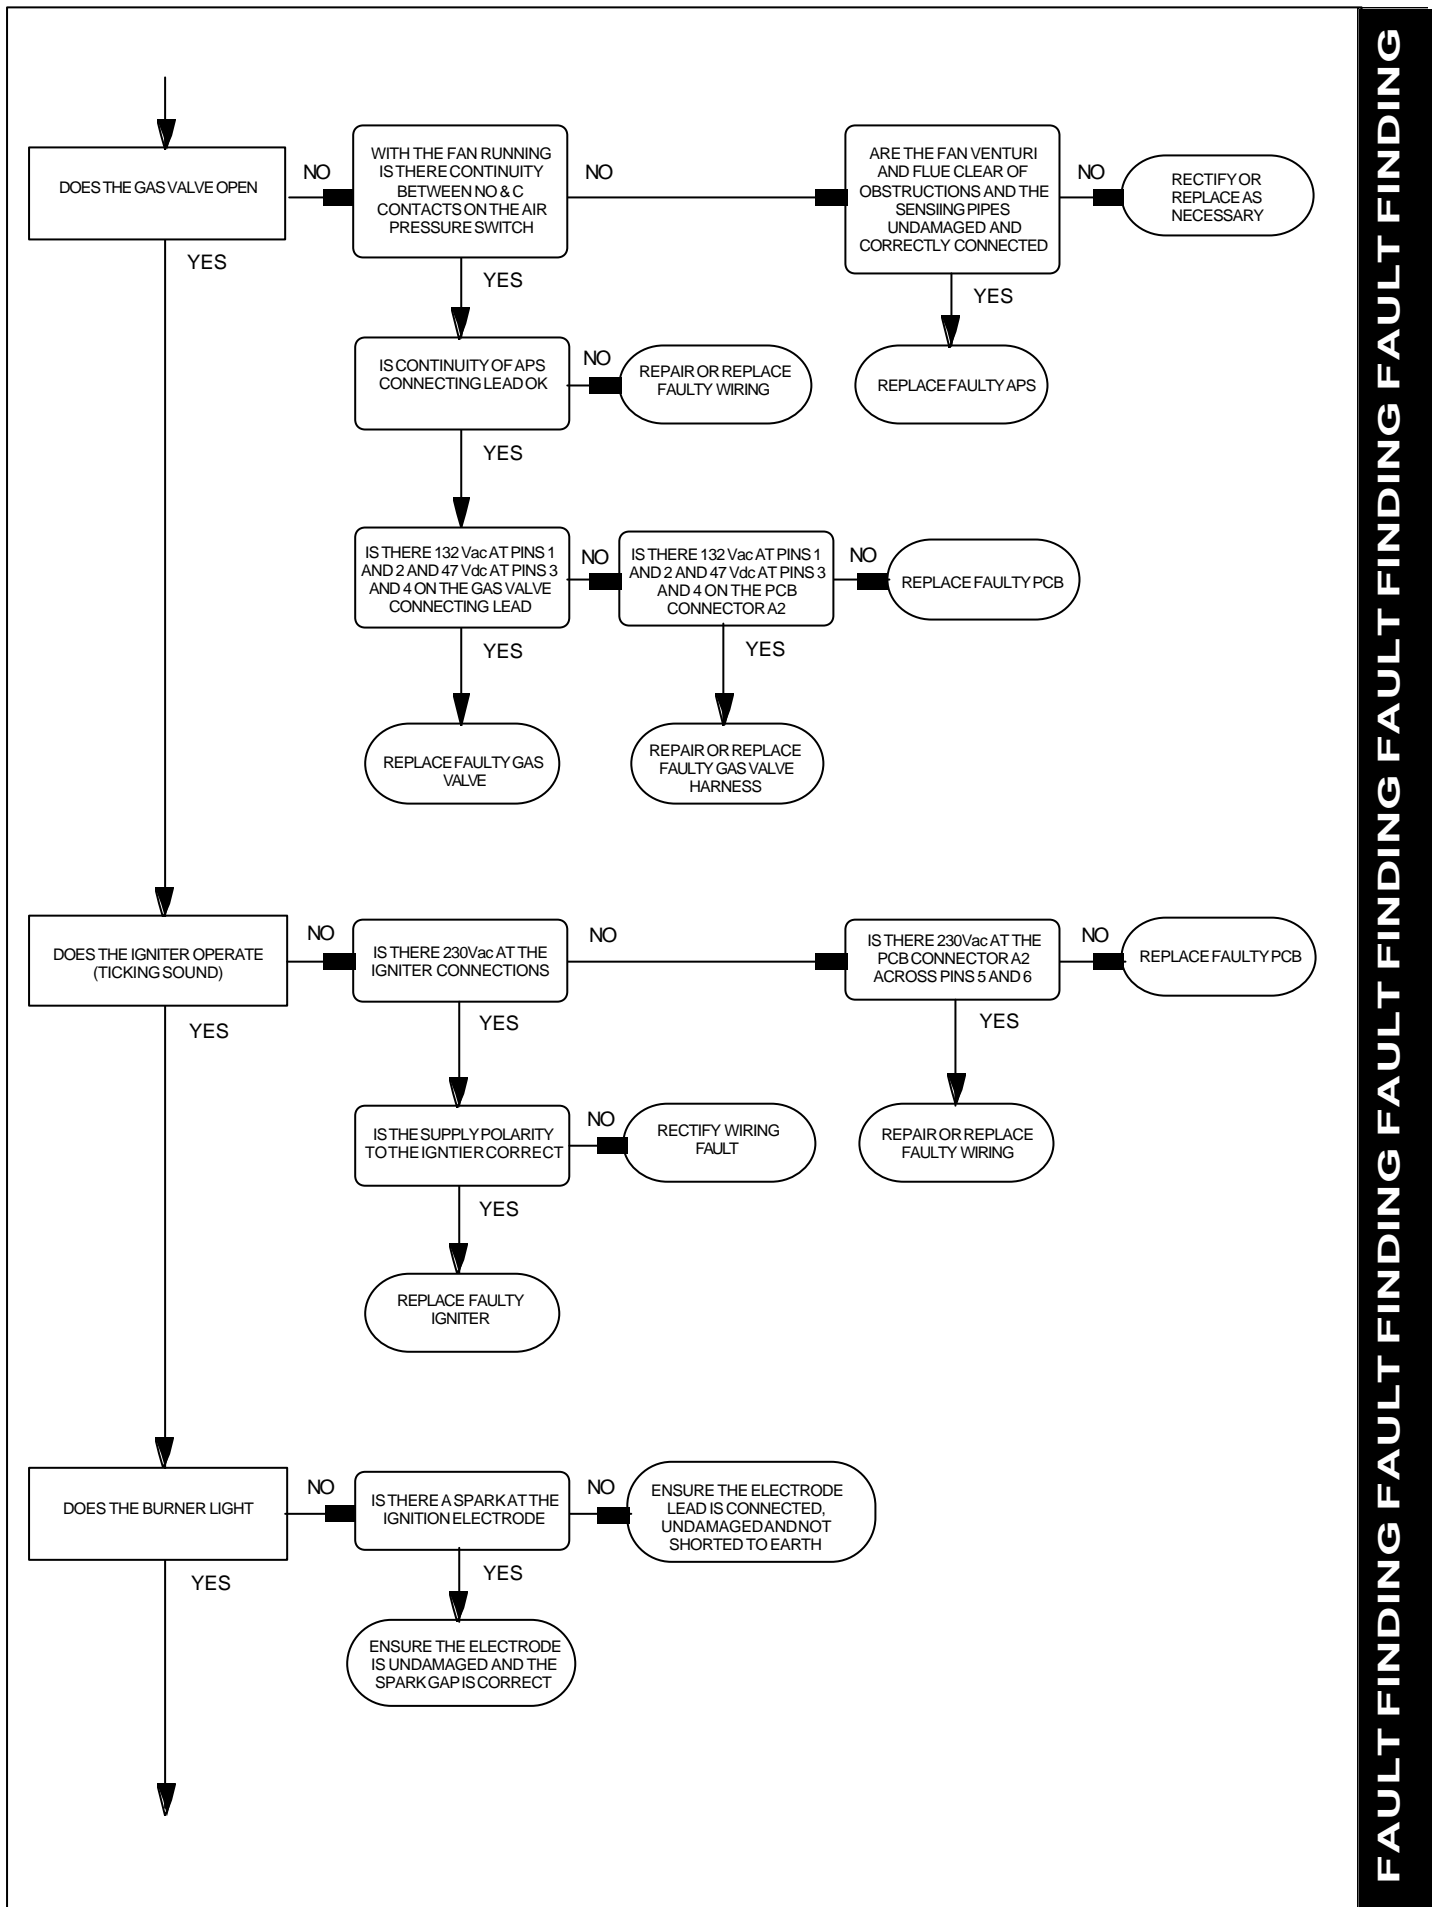 DOES THE GAS VALVE OPEN
NO
YES
WITH THE FAN RUNNING
IS THERE CONTINUITY
BETWEEN NO & C
CONTACTS ON THE AIR
PRESSURE SWITCH
NO
YES
ARE THE FAN VENTURI
AND FLUE CLEAR OF
OBSTRUCTIONS AND THE
SENSIING PIPES
UNDAMAGED AND
CORRECTLY CONNECTED
NO
YES
RECTIFY OR
REPLACE AS
NECESSARY
IS CONTINUITY OF APS
CONNECTING LEAD OK
NO
YES
REPAIR OR REPLACE
FAULTY WIRING
REPLACE FAULTY APS
IS THERE 132 Vac AT PINS 1
AND 2 AND 47 Vdc AT PINS 3
AND 4 ON THE GAS VALVE
CONNECTING LEAD
NO
YES
IS THERE 132 Vac AT PINS 1
AND 2 AND 47 Vdc AT PINS 3
AND 4 ON THE PCB
CONNECTOR A2
NO
YES
REPLACE FAULTY PCB
REPLACE FAULTY GAS
VALVE
REPAIR OR REPLACE
FAULTY GAS VALVE
HARNESS
DOES THE IGNITER OPERATE
(TICKING SOUND)
NO
YES
IS THERE 230Vac AT THE
IGNITER CONNECTIONS
NO
YES
IS THERE 230Vac AT THE
PCB CONNECTOR A2
ACROSS PINS 5 AND 6
NO
YES
REPLACE FAULTY PCB
IS THE SUPPLY POLARITY
TO THE IGNTIER CORRECT
NO
YES
RECTIFY WIRING
FAULT
REPAIR OR REPLACE
FAULTY WIRING
REPLACE FAULTY
IGNITER
DOES THE BURNER LIGHT
NO
YES
IS THERE A SPARK AT THE
IGNITION ELECTRODE
NO
YES
ENSURE THE ELECTRODE
LEAD IS CONNECTED,
UNDAMAGED AND NOT
SHORTED TO EARTH
ENSURE THE ELECTRODE
IS UNDAMAGED AND THE
SPARK GAP IS CORRECT
FAULT FINDING FAULT FINDING FAULT FINDING FAULT FINDING FAULT FINDING